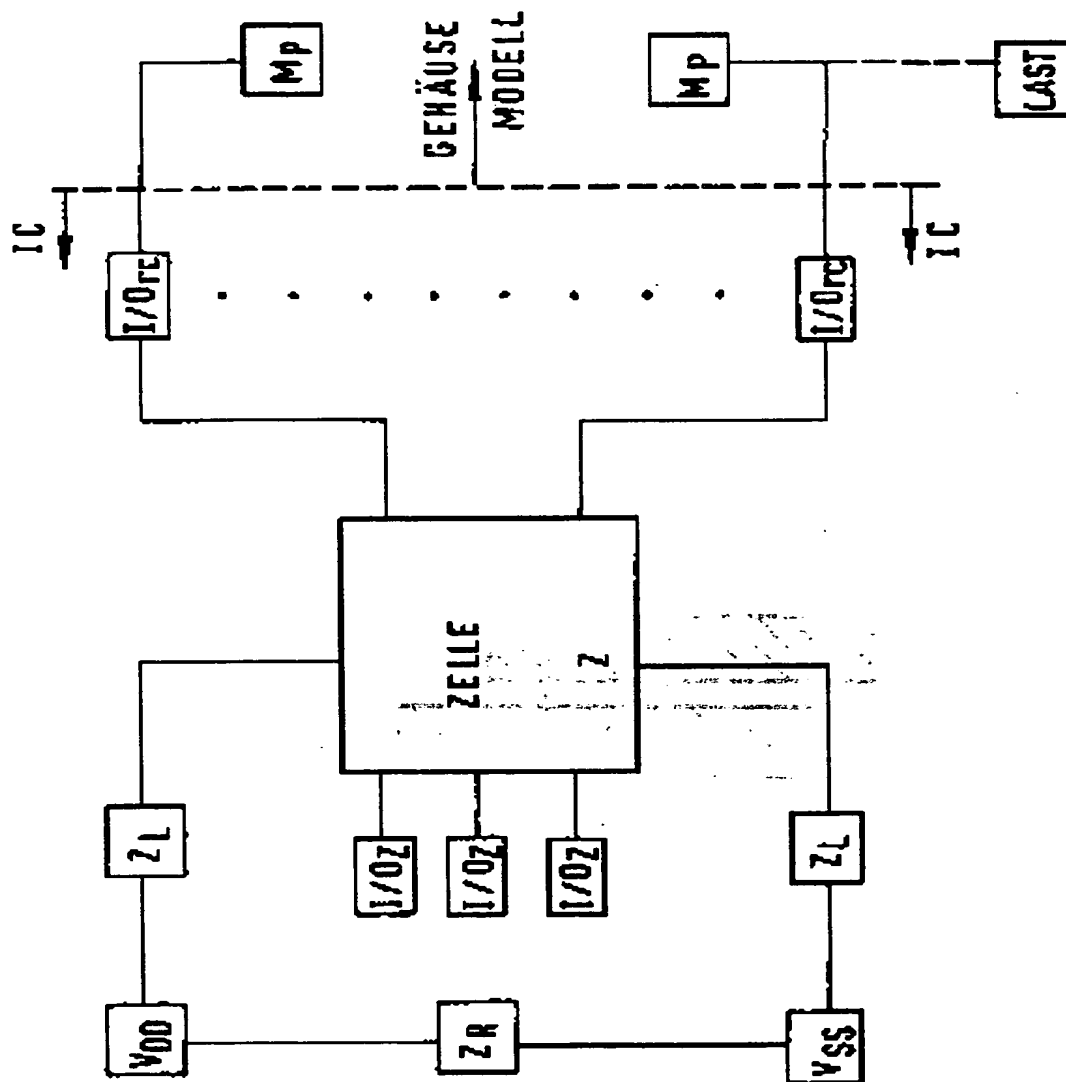 IC
VDD
ZL
I/Orc
Mp
I/OZ
GEHÄUSE
MODELL
ZELLE
ZR
I/OZ
I/OZ
Z
Mp
VSS
ZL
I/Orc
IC
LAST